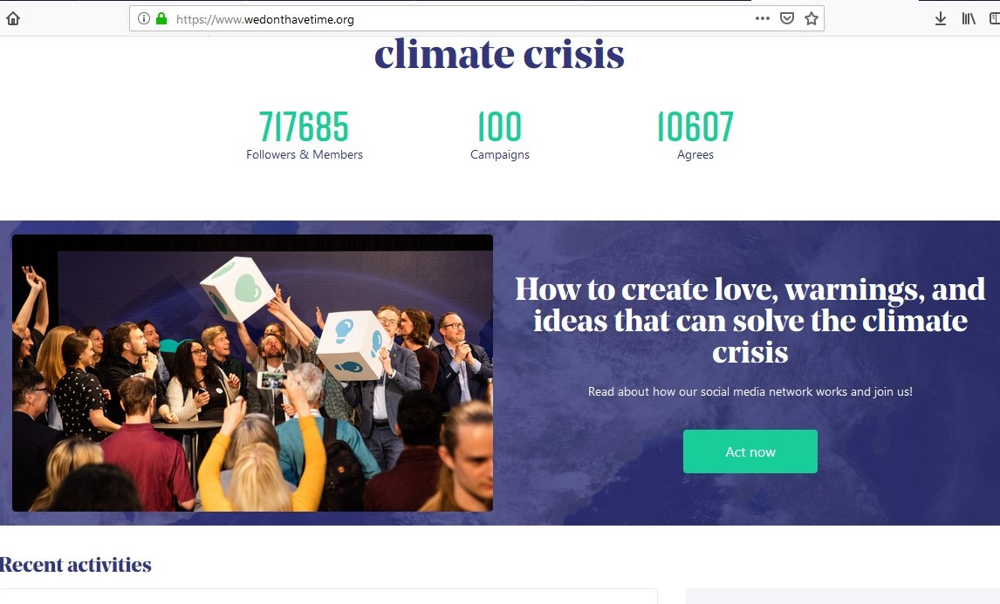 https://www.wedonthavetime.org
climate crisis
717685
Followers & Members
100
Campaigns
10607
Agrees
How to create love, warnings, and
ideas that can solve the climate
crisis
Read about how our social media network works and join us!
Act now
Recent activities